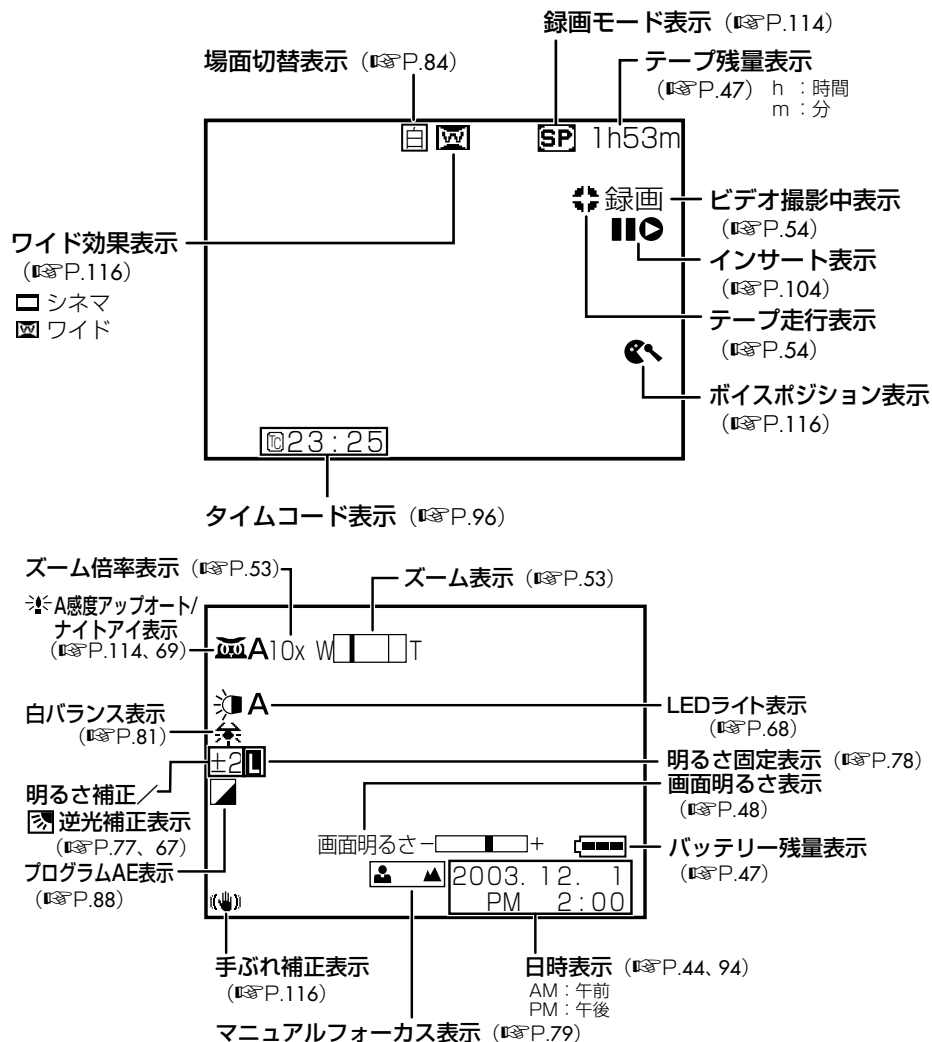 録画モード表示（☞P.114）
場面切替表示（☞P.84）
テープ残量表示
（☞P.47） h ：時間
m ：分
白 W SP 1h53m
録画
ビデオ撮影中表示
（☞P.54）
インサート表示
（☞P.104）
テープ走行表示
（☞P.54）
ボイスポジション表示
（☞P.116）
ワイド効果表示
（☞P.116）
シネマ
W ワイド
TC 23:25
タイムコード表示（☞P.96）
ズーム倍率表示（☞P.53）
ズーム表示（☞P.53）
A感度アップオート/
ナイトアイ表示
（☞P.114、69）
A10x W T
A
LEDライト表示
（☞P.68）
白バランス表示
（☞P.81）
±2 L
明るさ固定表示（☞P.78）
画面明るさ表示
（☞P.48）
明るさ補正／
逆光補正表示
（☞P.77、67）
画面明るさ− +
バッテリー残量表示
（☞P.47）
プログラムAE表示
（☞P.88）
2003. 12. 1
PM 2:00
手ぶれ補正表示
（☞P.116）
日時表示（☞P.44、94）
AM：午前
PM：午後
マニュアルフォーカス表示（☞P.79）